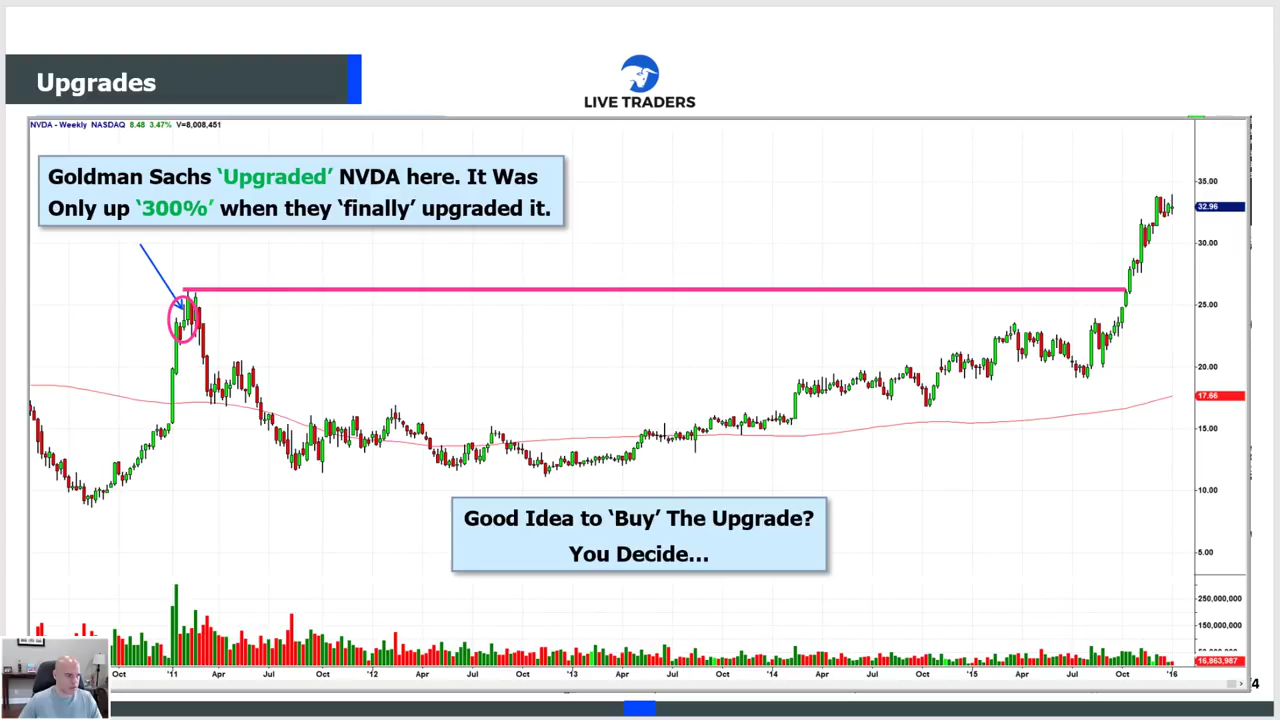 Upgrades
LIVE TRADERS
NVDA - Weekly NASDAQ 8.48 3.47% V=8,008,451
Goldman Sachs ‘Upgraded’ NVDA here. It Was
Only up ‘300%’ when they ‘finally’ upgraded it.
35.00
32.96
30.00
25.00
20.00
17.66
15.00
10.00
5.00
Good Idea to ‘Buy’ The Upgrade?
You Decide...
250,000,000
150,000,000
16,863,987
Oct '11 Apr Jul Oct '12 Apr Jul Oct '13 Apr Jul Oct '14 Apr Jul Oct '15 Apr Jul Oct '16